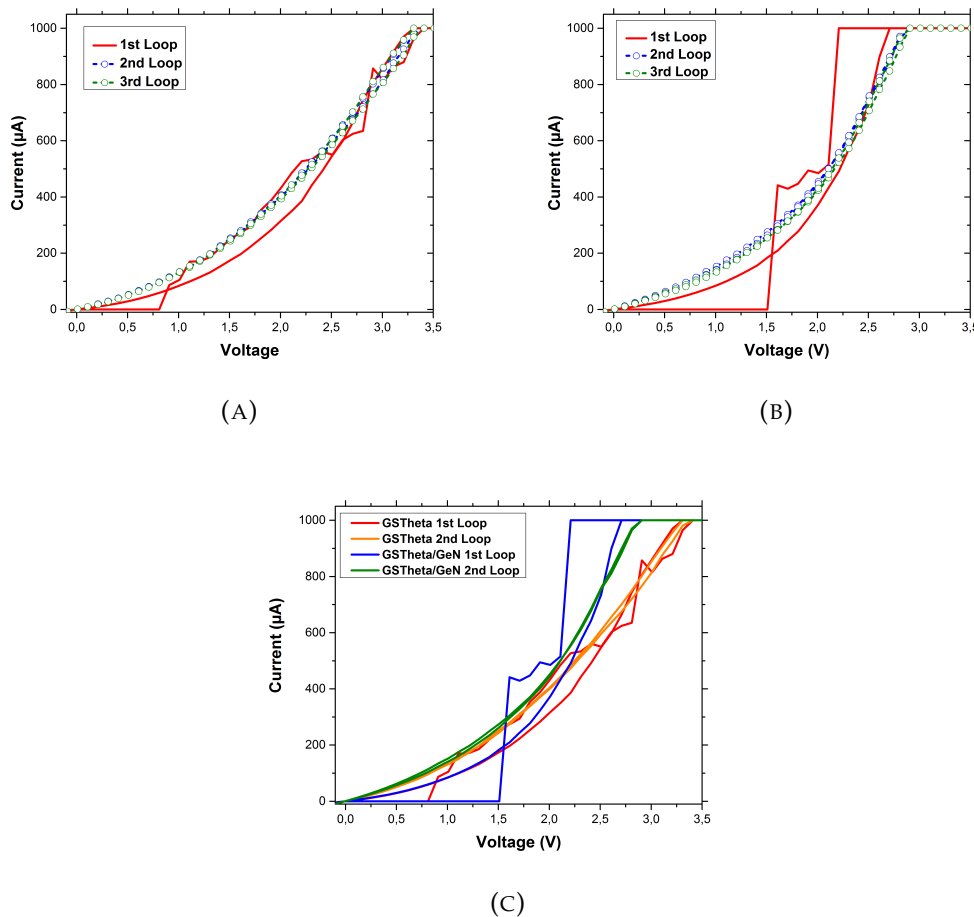 1000
800
600
400
200
0
Current (µA)
1st Loop
2nd Loop
3rd Loop
0,0 0,5 1,0 1,5 2,0 2,5 3,0 3,5
Voltage
(A)
1000
800
600
400
200
0
Current (µA)
1st Loop
2nd Loop
3rd Loop
0,0 0,5 1,0 1,5 2,0 2,5 3,0 3,5
Voltage (V)
(B)
1000
800
600
400
200
0
Current (µA)
GSTheta 1st Loop
GSTheta 2nd Loop
GSTheta/GeN 1st Loop
GSTheta/GeN 2nd Loop
0,0 0,5 1,0 1,5 2,0 2,5 3,0 3,5
Voltage (V)
(C)